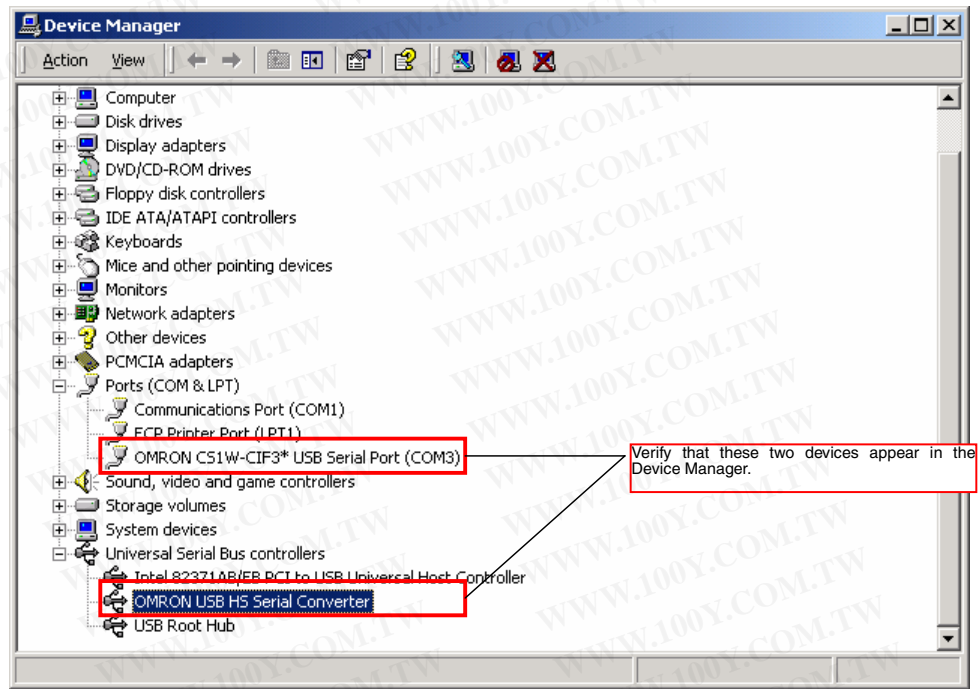 Device Manager
Action View
Computer
Disk drives
Display adapters
DVD/CD-ROM drives
Floppy disk controllers
IDE ATA/ATAPI controllers
Keyboards
Mice and other pointing devices
Monitors
Network adapters
Other devices
PCMCIA adapters
Ports (COM & LPT)
Communications Port (COM1)
ECP Printer Port (LPT1)
OMRON CS1W-CIF3* USB Serial Port (COM3)
Verify that these two devices appear in the
Device Manager.
Sound, video and game controllers
Storage volumes
System devices
Universal Serial Bus controllers
Intel 82371AB/EB PCI to USB Universal Host Controller
OMRON USB HS Serial Converter
USB Root Hub
WWW.100Y.COM.TW